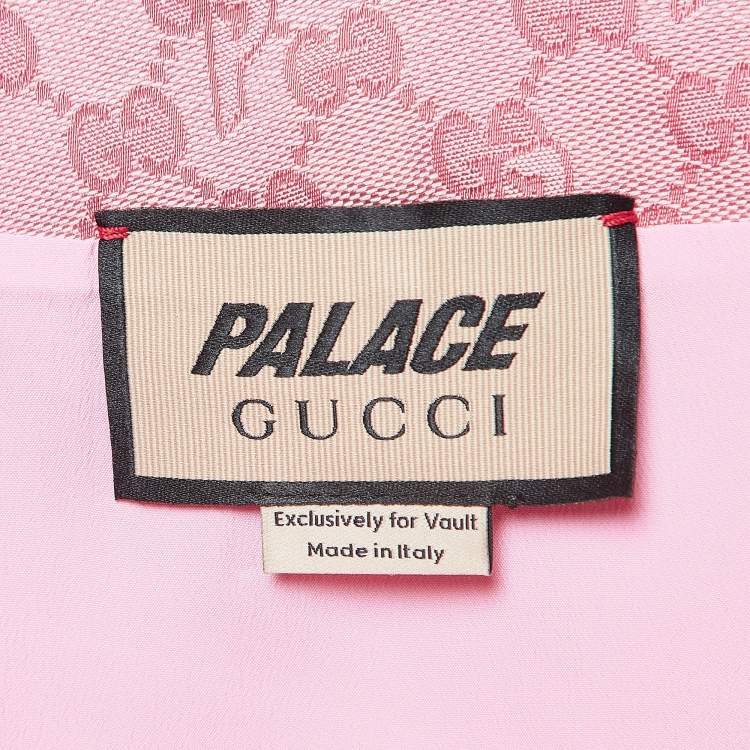 PALACE
GUCCI
Exclusively for Vault
Made in Italy